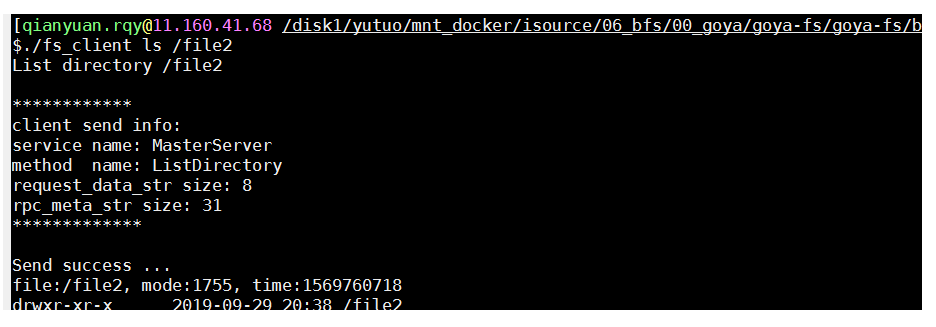 [qianyuan.rqy@11.160.41.68 /disk1/yutuo/mnt_docker/isource/06_bfs/00_goya/goya-fs/goya-fs/b
$./fs_client ls /file2
List directory /file2
************
client send info:
service name: MasterServer
method  name: ListDirectory
request_data_str size: 8
rpc_meta_str size: 31
*************
Send success ...
file:/file2, mode:1755, time:1569760718
drwxr-xr-x      2019-09-29 20:38 /file2